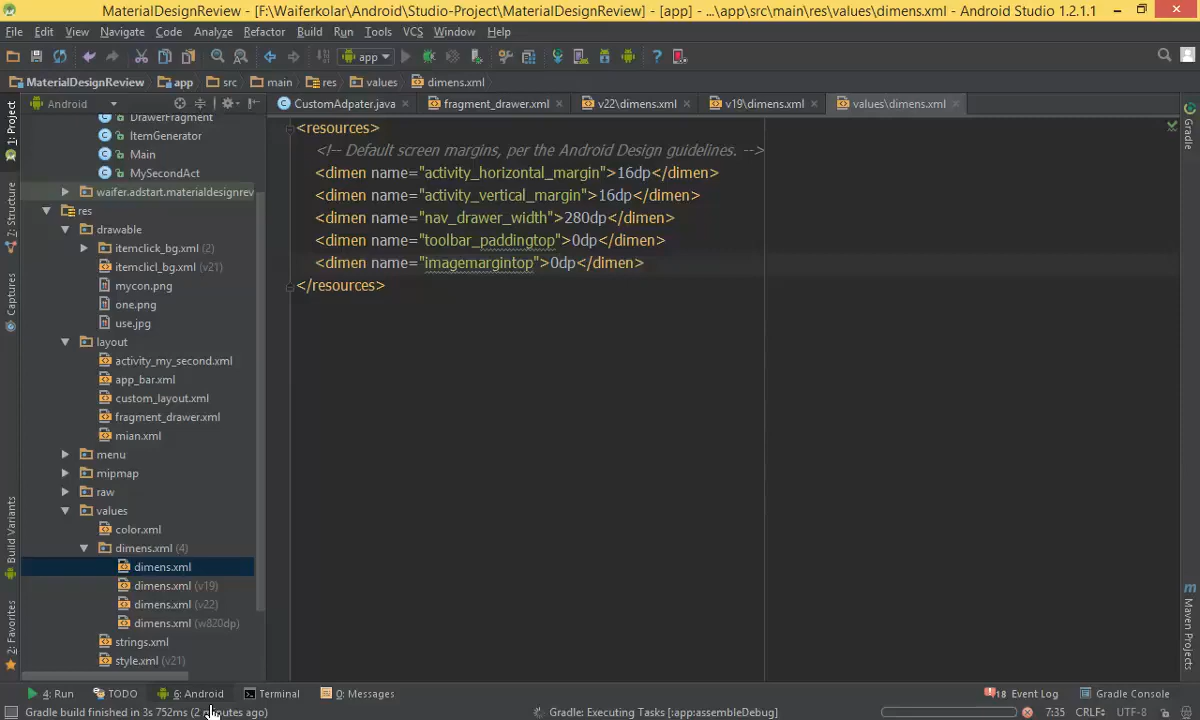 MaterialDesignReview - [F:\Waiferkolar\Android\Studio-Project\MaterialDesignReview] - [app] - ...\app\src\main\res\values\dimens.xml - Android Studio 1.2.1.1
File Edit View Navigate Code Analyze Refactor Build Run Tools VCS Window Help
app
MaterialDesignReview app src main res values dimens.xml
Android
CustomAdpater.java fragment_drawer.xml v22\dimens.xml v19\dimens.xml values\dimens.xml
1: Project
7: Structure
Captures
Build Variants
2: Favorites
DrawerFragment
ItemGenerator
Main
MySecondAct
waifer.adstart.materialdesignrev
res
drawable
itemclick_bg.xml (2)
itemclicl_bg.xml (v21)
mycon.png
one.png
use.jpg
layout
activity_my_second.xml
app_bar.xml
custom_layout.xml
fragment_drawer.xml
mian.xml
menu
mipmap
raw
values
color.xml
dimens.xml (4)
dimens.xml
dimens.xml (v19)
dimens.xml (v22)
dimens.xml (w820dp)
strings.xml
style.xml (v21)
<resources>
<!-- Default screen margins, per the Android Design guidelines. -->
<dimen name="activity_horizontal_margin">16dp</dimen>
<dimen name="activity_vertical_margin">16dp</dimen>
<dimen name="nav_drawer_width">280dp</dimen>
<dimen name="toolbar_paddingtop">0dp</dimen>
<dimen name="imagemargintop">0dp</dimen>
</resources>
Gradle
m
Maven Projects
4: Run TODO 6: Android Terminal 0: Messages 18 Event Log Gradle Console
Gradle build finished in 3s 752ms (2 minutes ago) Gradle: Executing Tasks [:app:assembleDebug] 7:35 CRLF UTF-8